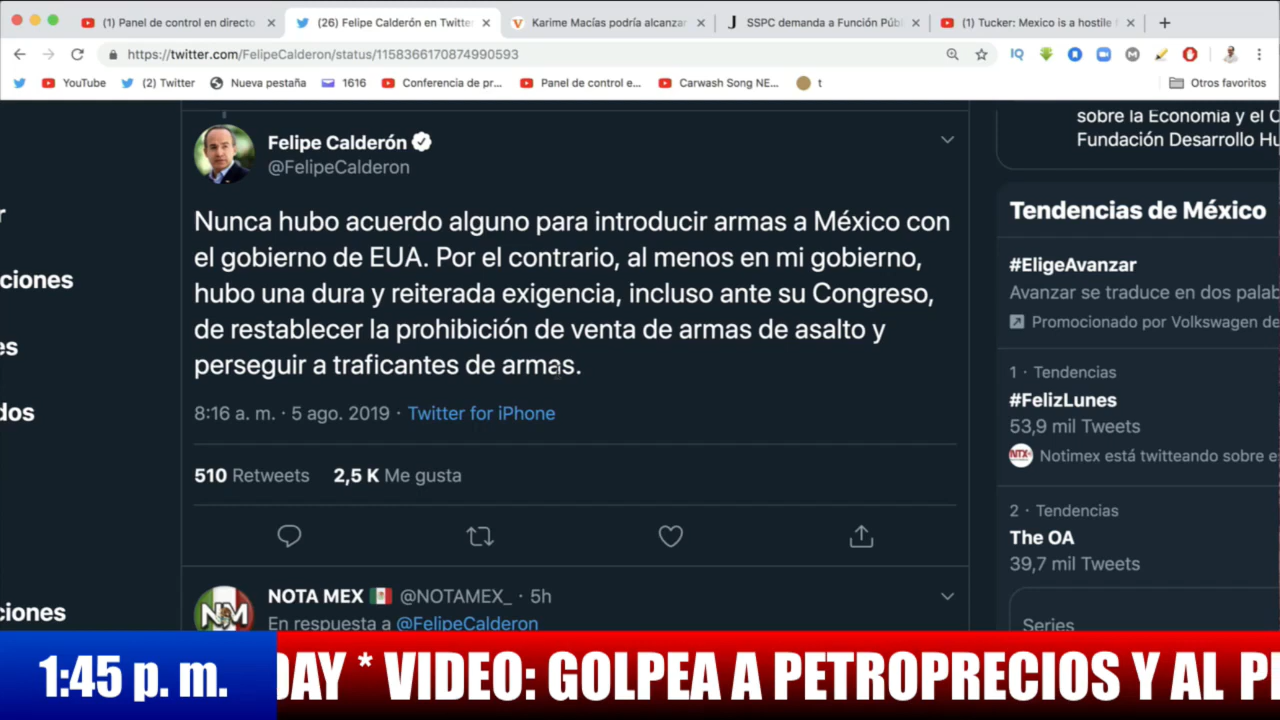 (1) Panel de control en directo
(26) Felipe Calderón en Twitter
Karime Macías podría alcanzar
SSPC demanda a Función Públ
(1) Tucker: Mexico is a hostile
https://twitter.com/FelipeCalderon/status/1158366170874990593
YouTube
(2) Twitter
Nueva pestaña
1616
Conferencia de pr...
Panel de control e...
Carwash Song NE...
t
Otros favoritos
Felipe Calderón
@FelipeCalderon
Nunca hubo acuerdo alguno para introducir armas a México con
el gobierno de EUA. Por el contrario, al menos en mi gobierno,
hubo una dura y reiterada exigencia, incluso ante su Congreso,
de restablecer la prohibición de venta de armas de asalto y
perseguir a traficantes de armas.
8:16 a. m. · 5 ago. 2019 · Twitter for iPhone
510 Retweets 2,5 K Me gusta
NOTA MEX @NOTAMEX_ · 5h
En respuesta a @FelipeCalderon
NM
r
ciones
es
dos
ciones
sobre la Economía y el C
Fundación Desarrollo Hu
Tendencias de México
#EligeAvanzar
Avanzar se traduce en dos palab
Promocionado por Volkswagen de
1 · Tendencias
#FelizLunes
53,9 mil Tweets
NTX
Notimex está twitteando sobre es
2 · Tendencias
The OA
39,7 mil Tweets
Series
1:45 p. m.
DAY * VIDEO: GOLPEA A PETROPRECIOS Y AL P